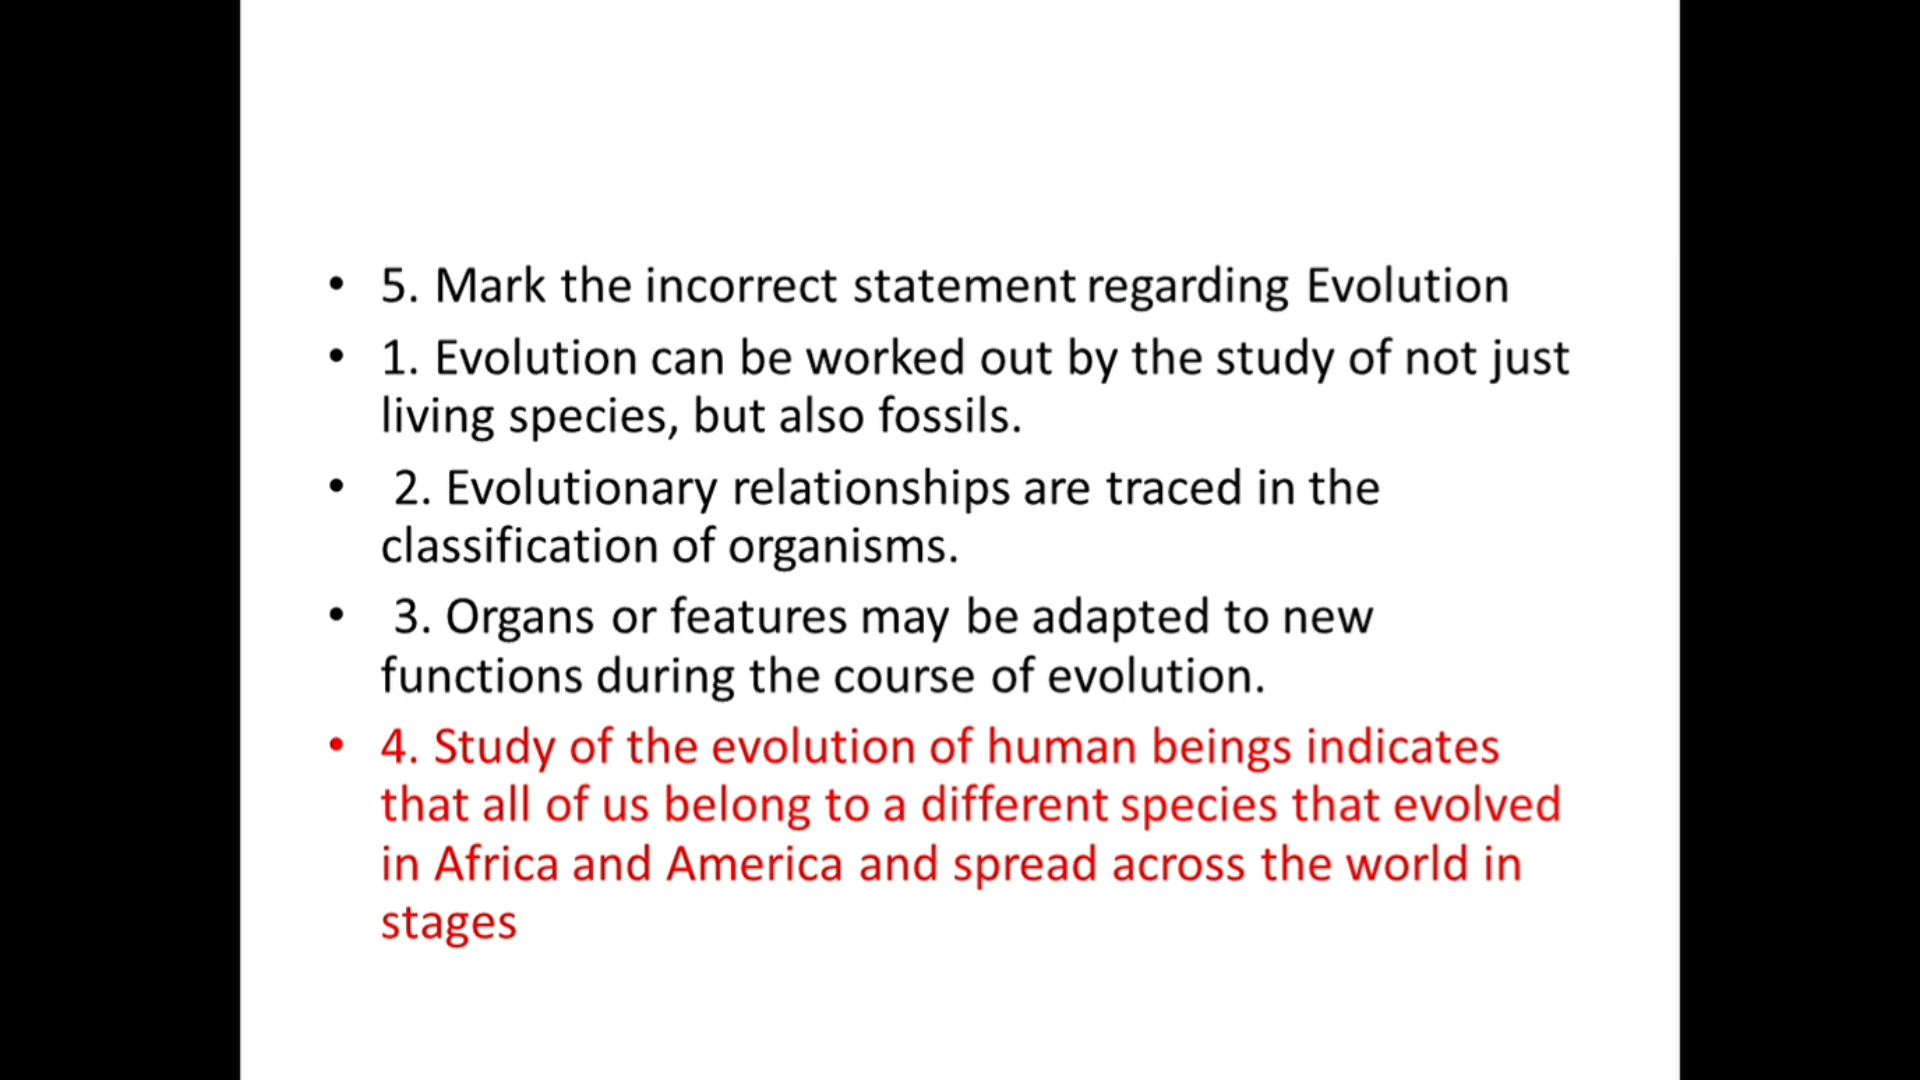 • 5. Mark the incorrect statement regarding Evolution
• 1. Evolution can be worked out by the study of not just
living species, but also fossils.
• 2. Evolutionary relationships are traced in the
classification of organisms.
• 3. Organs or features may be adapted to new
functions during the course of evolution.
• 4. Study of the evolution of human beings indicates
that all of us belong to a different species that evolved
in Africa and America and spread across the world in
stages